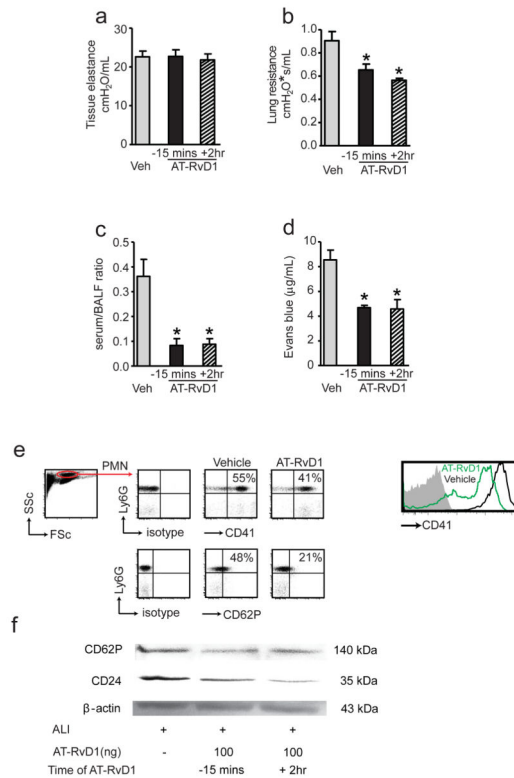 a
Tissue elastance
cmH₂O/mL
30
20
10
0
-15 mins +2hr
Veh AT-RvD1
b
Lung resistance
cmH₂O*s/mL
1.0
0.8
0.6
0.4
0.2
0.0
* *
-15 mins +2hr
Veh AT-RvD1
c
serum/BALF ratio
0.5
0.4
0.3
0.2
0.1
0.0
* *
-15 mins +2hr
Veh AT-RvD1
d
Evans blue (µg/mL)
10
8
6
4
2
0
* *
-15 mins +2hr
Veh AT-RvD1
e
PMN
SSc
FSc
Vehicle AT-RvD1
Ly6G
55% 41%
isotype CD41
Ly6G
48% 21%
isotype CD62P
AT-RvD1
Vehicle
CD41
f
CD62P 140 kDa
CD24 35 kDa
β-actin 43 kDa
ALI + + +
AT-RvD1(ng) - 100 100
Time of AT-RvD1 -15 mins + 2hr